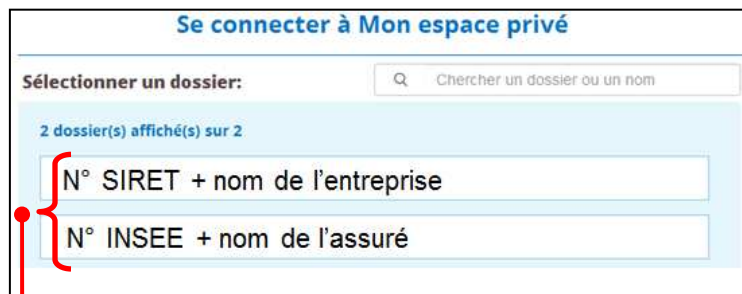 Se connecter à Mon espace privé
Sélectionner un dossier:
Chercher un dossier ou un nom
2 dossier(s) affiché(s) sur 2
N° SIRET + nom de l'entreprise
N° INSEE + nom de l'assuré